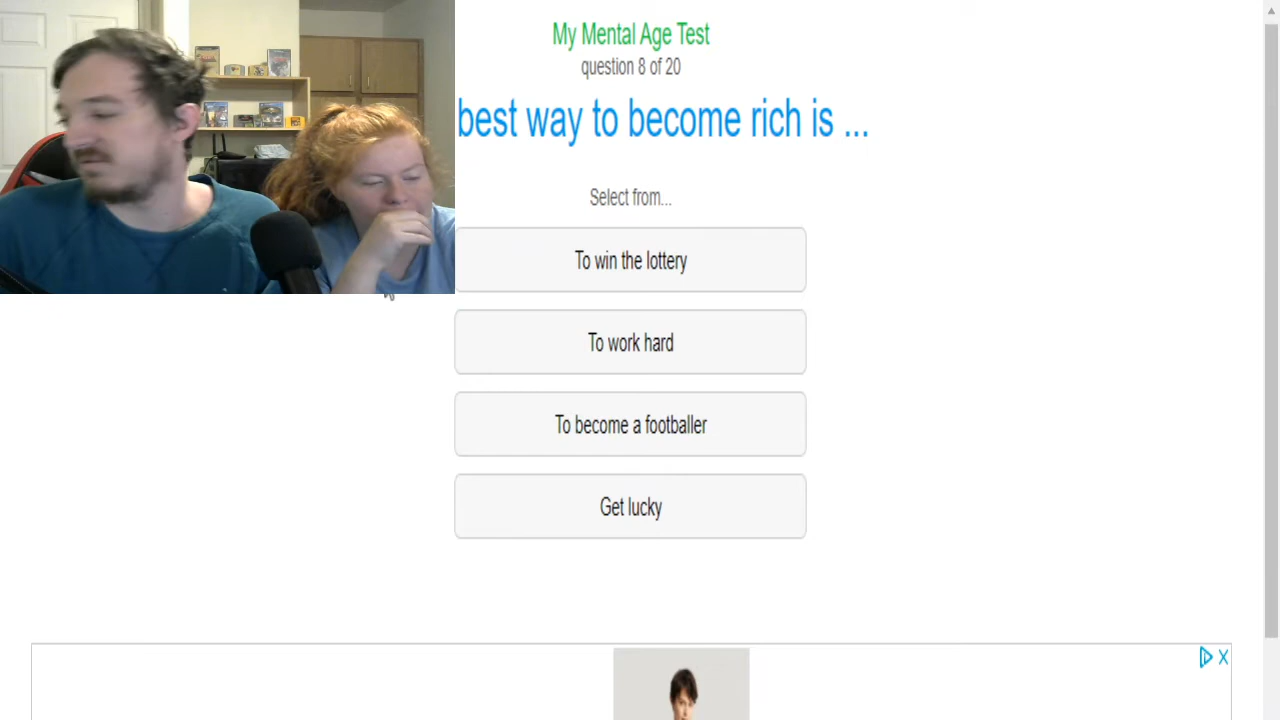 My Mental Age Test
question 8 of 20
best way to become rich is ...
Select from...
To win the lottery
To work hard
To become a footballer
Get lucky
X